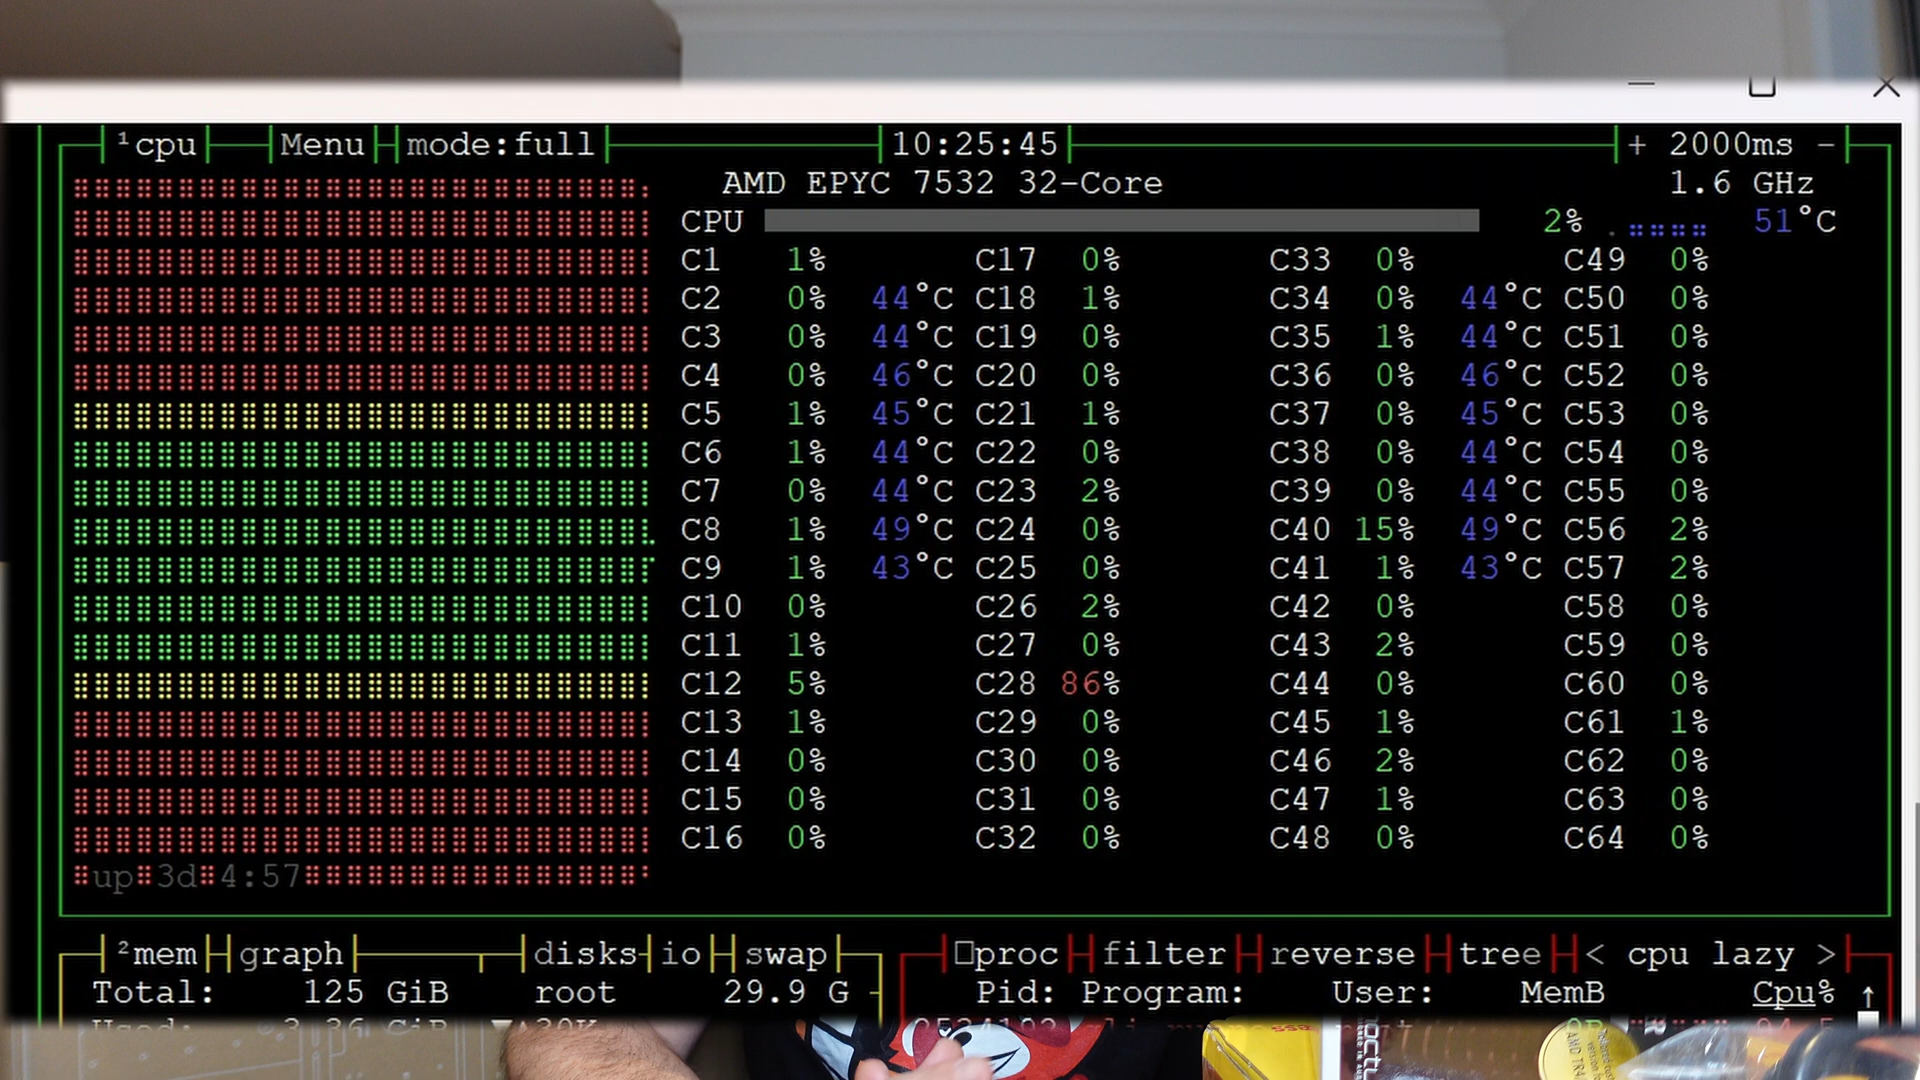 ¹cpu Menu mode:full 10:25:45 + 2000ms -
AMD EPYC 7532 32-Core 1.6 GHz
CPU 2% 51°C
C1 1% C17 0% C33 0% C49 0%
C2 0% 44°C C18 1% C34 0% 44°C C50 0%
C3 0% 44°C C19 0% C35 1% 44°C C51 0%
C4 0% 46°C C20 0% C36 0% 46°C C52 0%
C5 1% 45°C C21 1% C37 0% 45°C C53 0%
C6 1% 44°C C22 0% C38 0% 44°C C54 0%
C7 0% 44°C C23 2% C39 0% 44°C C55 0%
C8 1% 49°C C24 0% C40 15% 49°C C56 2%
C9 1% 43°C C25 0% C41 1% 43°C C57 2%
C10 0% C26 2% C42 0% C58 0%
C11 1% C27 0% C43 2% C59 0%
C12 5% C28 86% C44 0% C60 0%
C13 1% C29 0% C45 1% C61 1%
C14 0% C30 0% C46 2% C62 0%
C15 0% C31 0% C47 1% C63 0%
C16 0% C32 0% C48 0% C64 0%
up 3d 4:57
²mem graph disks io swap
Total: 125 GiB root 29.9 G
proc filter reverse tree < cpu lazy >
Pid: Program: User: MemB Cpu% ↑